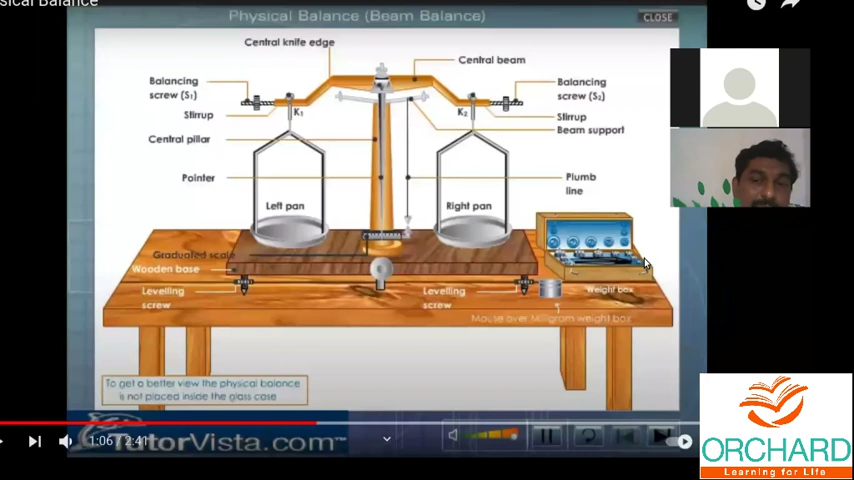 sical Balance
Physical Balance (Beam Balance)
CLOSE
Central knife edge
Central beam
Balancing
screw (S1)
Balancing
screw (S2)
Stirrup
K1
K2
Stirrup
Beam support
Central pillar
Pointer
Plumb
line
Left pan
Right pan
Graduated scale
Wooden base
Levelling
screw
Levelling
screw
Weight box
Mouse over Milligram weight box
To get a better view the physical balance
is not placed inside the glass case
1:06 / 2:41
TutorVista.com™
ORCHARD
Learning for Life